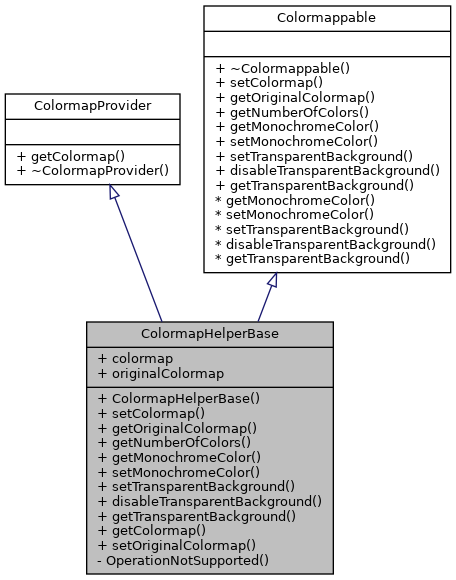 Colormappable
+ ~Colormappable()
+ setColormap()
+ getOriginalColormap()
+ getNumberOfColors()
+ getMonochromeColor()
+ setMonochromeColor()
+ setTransparentBackground()
+ disableTransparentBackground()
+ getTransparentBackground()
* getMonochromeColor()
* setMonochromeColor()
* setTransparentBackground()
* disableTransparentBackground()
* getTransparentBackground()
ColormapProvider
+ getColormap()
+ ~ColormapProvider()
ColormapHelperBase
+ colormap
+ originalColormap
+ ColormapHelperBase()
+ setColormap()
+ getOriginalColormap()
+ getNumberOfColors()
+ getMonochromeColor()
+ setMonochromeColor()
+ setTransparentBackground()
+ disableTransparentBackground()
+ getTransparentBackground()
+ getColormap()
+ setOriginalColormap()
- OperationNotSupported()